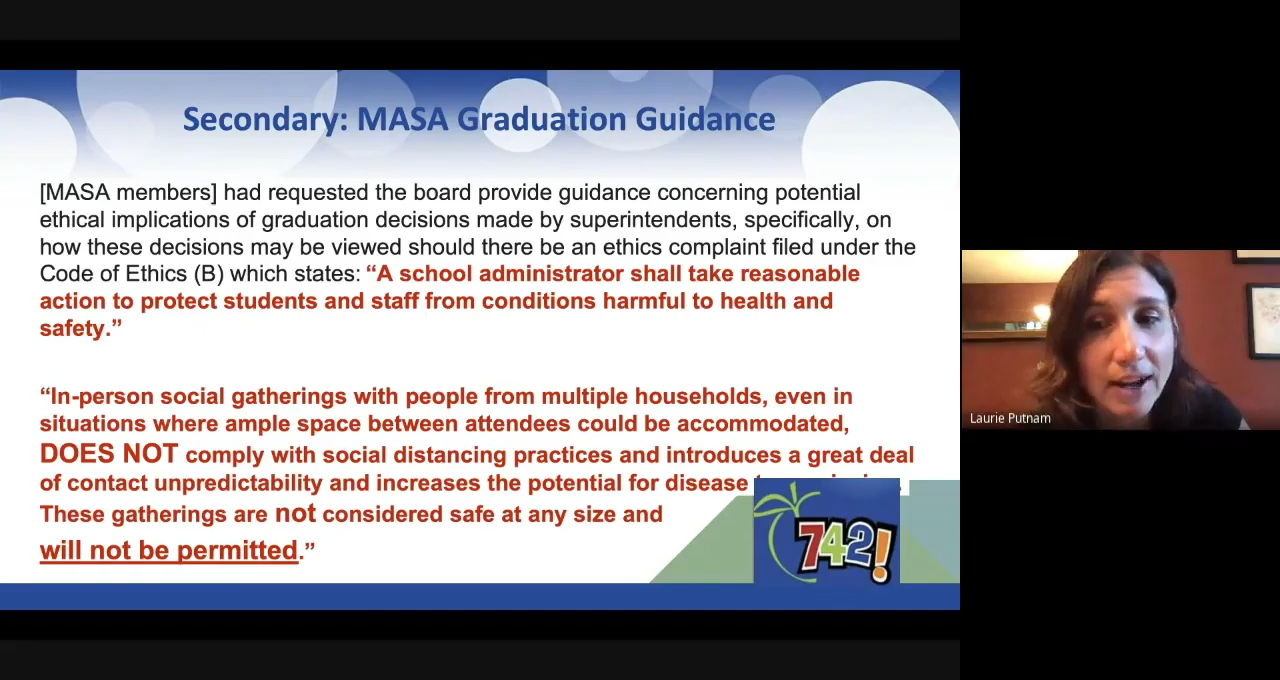 Secondary: MASA Graduation Guidance
[MASA members] had requested the board provide guidance concerning potential
ethical implications of graduation decisions made by superintendents, specifically, on
how these decisions may be viewed should there be an ethics complaint filed under the
Code of Ethics (B) which states: “A school administrator shall take reasonable
action to protect students and staff from conditions harmful to health and
safety.”
“In-person social gatherings with people from multiple households, even in
situations where ample space between attendees could be accommodated,
DOES NOT comply with social distancing practices and introduces a great deal
of contact unpredictability and increases the potential for disease
These gatherings are not considered safe at any size and
will not be permitted.”
742!
Laurie Putnam